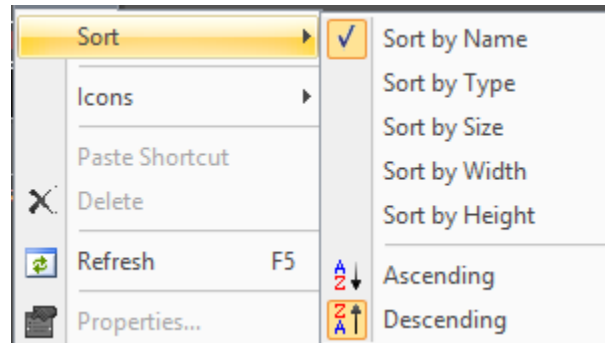 Sort
Icons
Paste Shortcut
Delete
Refresh F5
Properties...
Sort by Name
Sort by Type
Sort by Size
Sort by Width
Sort by Height
A
Z
Ascending
Z
A
Descending